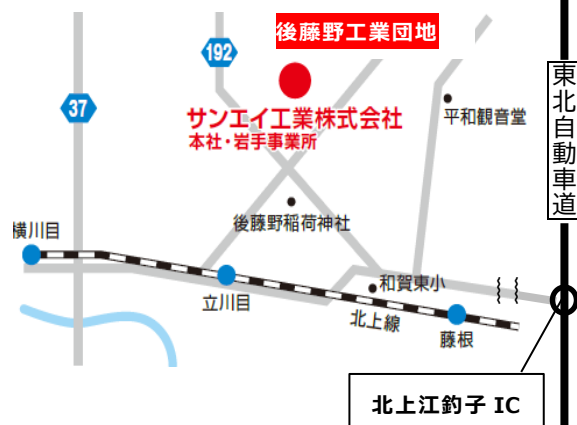 後藤野工業団地
192
37
サンエイ工業株式会社
本社・岩手事業所
平和観音堂
東北自動車道
後藤野稲荷神社
横川目
立川目
和賀東小
北上線
藤根
北上江釣子 IC